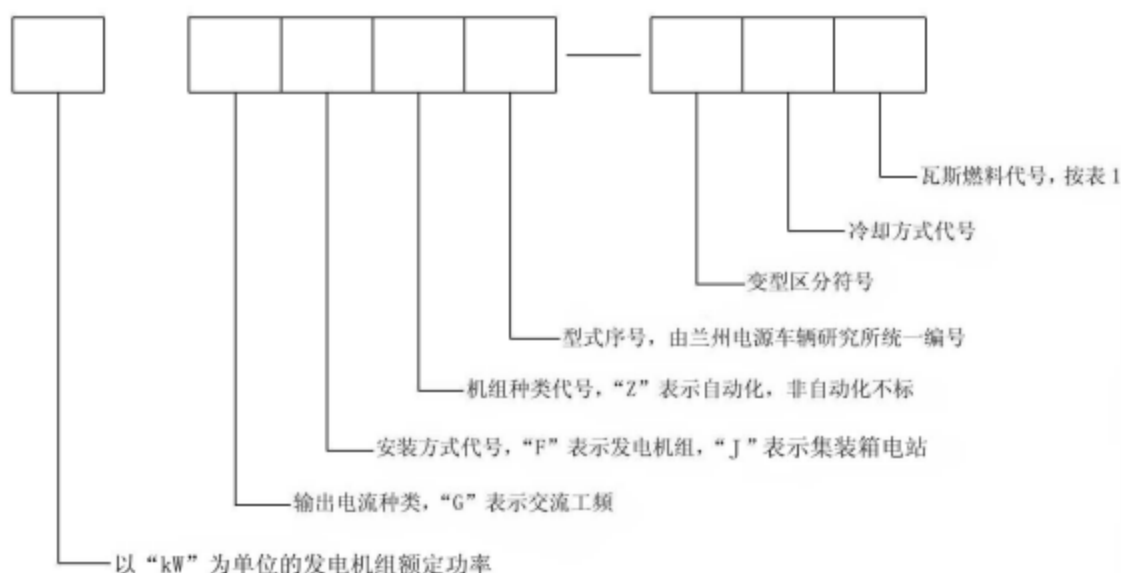 瓦斯燃料代号，按表 1
冷却方式代号
变型区分符号
型式序号，由兰州电源车辆研究所统一编号
机组种类代号，“Z”表示自动化，非自动化不标
安装方式代号，“F”表示发电机组，“J”表示集装箱电站
输出电流种类，“G”表示交流工频
以“kW”为单位的发电机组额定功率